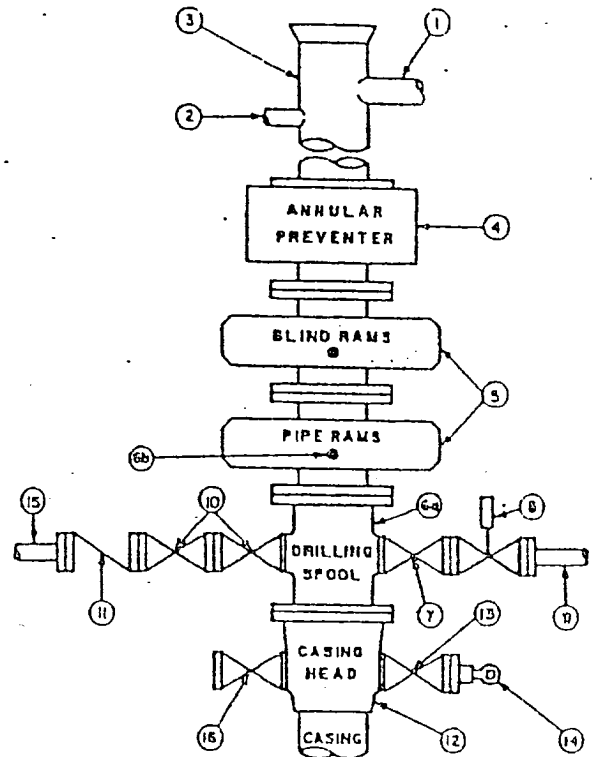 3
1
2
ANNULAR
PREVENTER
4
BLIND RAMS
5
PIPE RAMS
6b
15
10
6a
8
DRILLING
SPOOL
11
7
9
13
CASING
HEAD
16
12
14
CASING